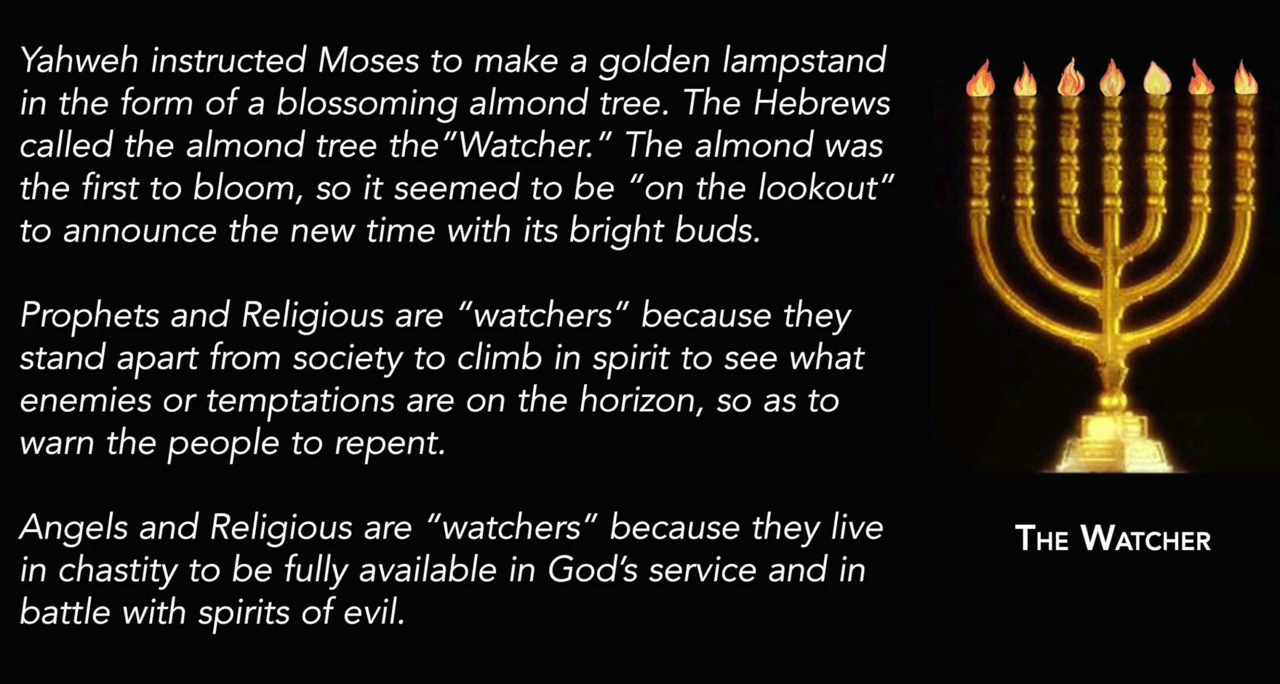 Yahweh instructed Moses to make a golden lampstand
in the form of a blossoming almond tree. The Hebrews
called the almond tree the”Watcher.” The almond was
the first to bloom, so it seemed to be “on the lookout”
to announce the new time with its bright buds.
Prophets and Religious are “watchers” because they
stand apart from society to climb in spirit to see what
enemies or temptations are on the horizon, so as to
warn the people to repent.
Angels and Religious are “watchers” because they live
in chastity to be fully available in God’s service and in
battle with spirits of evil.
The Watcher